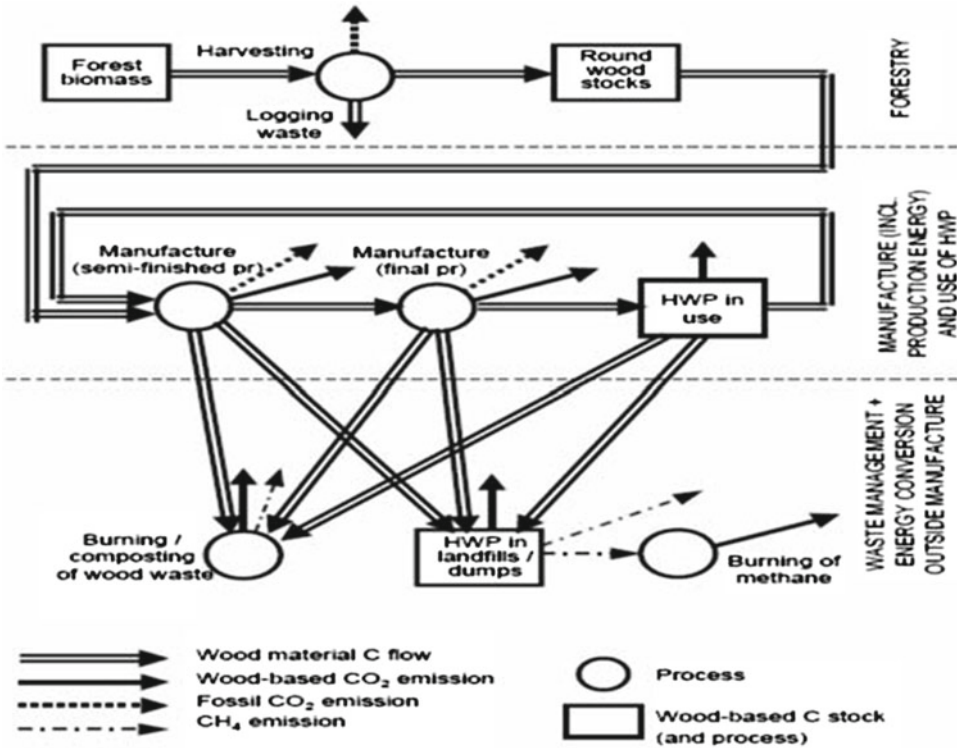 Forest
biomass
Harvesting
Logging
waste
Round
wood
stocks
FORESTRY
Manufacture
(semi-finished pr)
Manufacture
(final pr)
HWP in
use
MANUFACTURE (INCL.
PRODUCTION ENERGY)
AND USE OF HWP
Burning /
composting
of wood waste
HWP in
landfills /
dumps
Burning of
methane
WASTE MANAGEMENT +
ENERGY CONVERSION
OUTSIDE MANUFACTURE
Wood material C flow
Wood-based CO₂ emission
Fossil CO₂ emission
CH₄ emission
Process
Wood-based C stock
(and process)